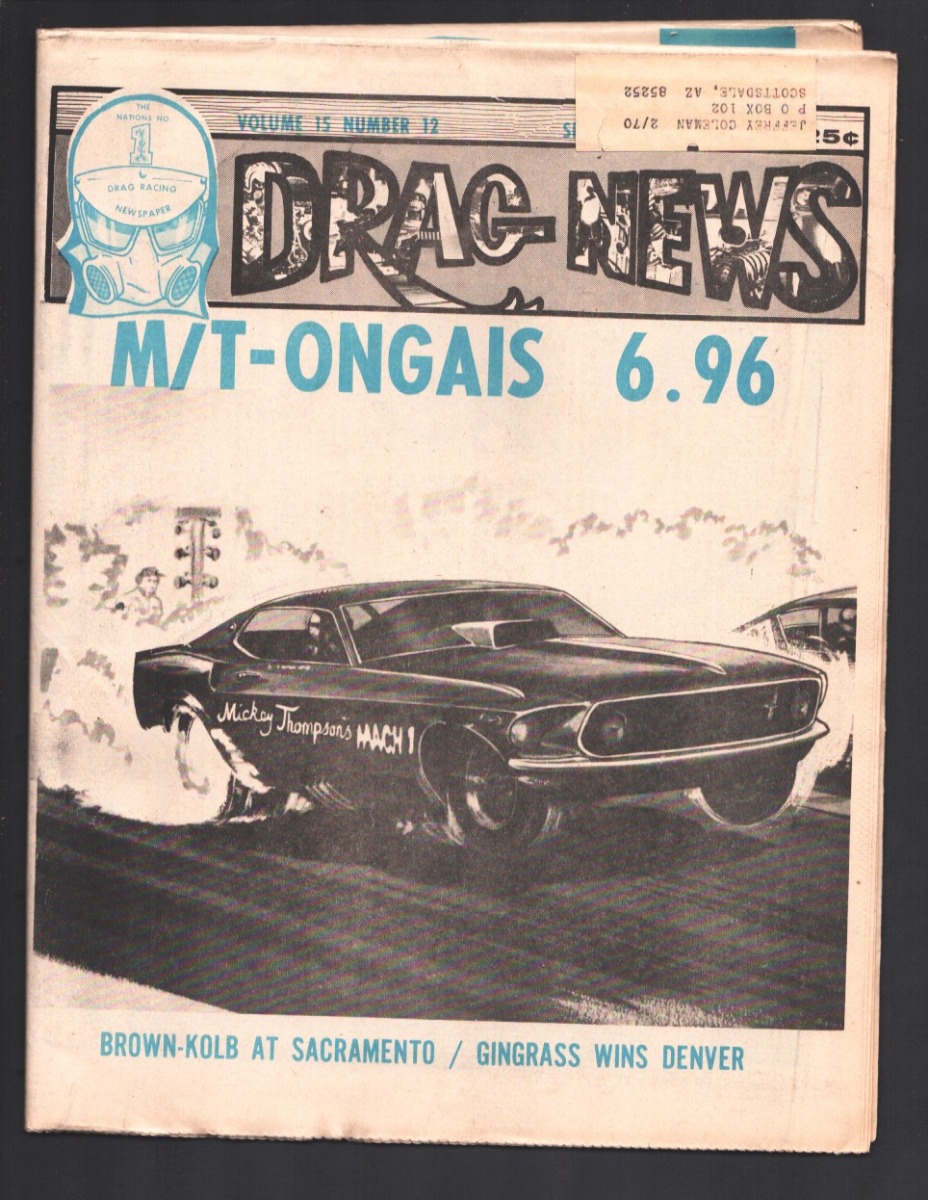 THE
NATIONS NO.
1
DRAG RACING
NEWSPAPER
VOLUME 15 NUMBER 12
25¢
JEFFREY COLEMAN 2/70
P O BOX 102
SCOTTSDALE, AZ 85252
DRAG NEWS
M/T-ONGAIS 6.96
Mickey Thompson's MACH 1
BROWN-KOLB AT SACRAMENTO / GINGRASS WINS DENVER